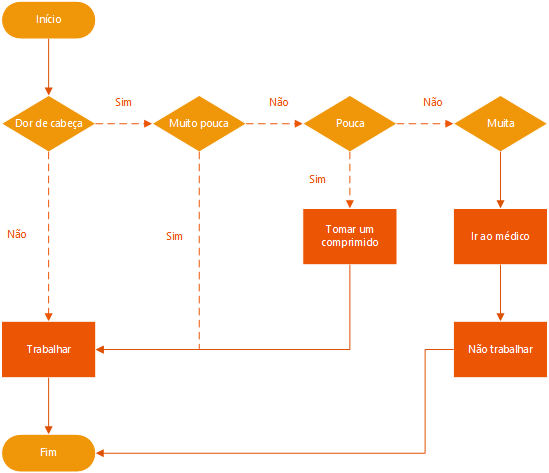 Início
Sim
Não
Não
Dor de cabeça
Muito pouca
Pouca
Muita
Sim
Não
Sim
Tomar um
comprimido
Ir ao médico
Trabalhar
Não trabalhar
Fim